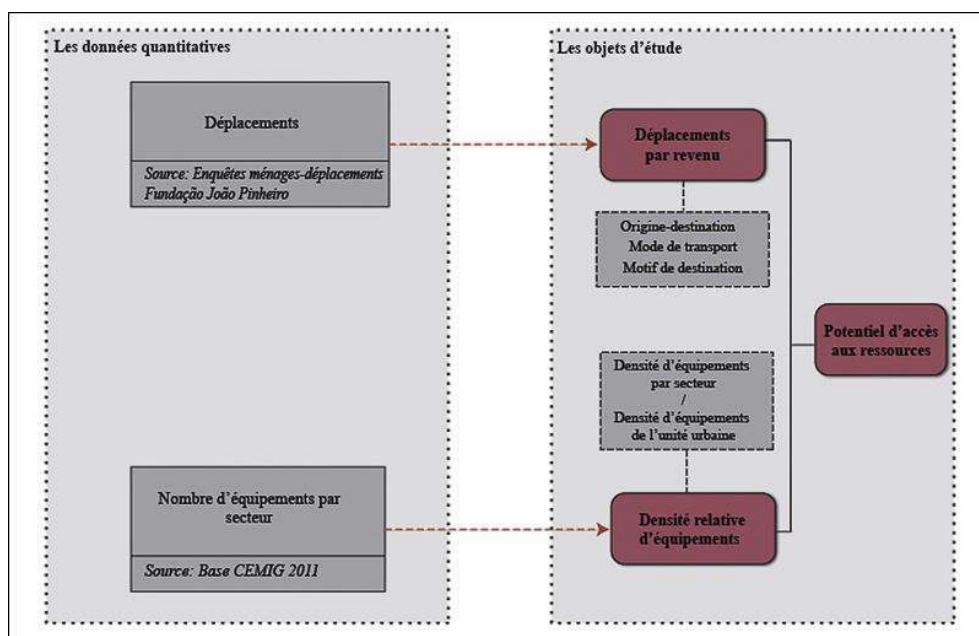 Les données quantitatives
Déplacements
Source: Enquêtes ménages-déplacements
Fundação João Pinheiro
Nombre d'équipements par
secteur
Source: Base CEMIG 2011
Les objets d'étude
Déplacements
par revenu
Origine-destination
Mode de transport
Motif de destination
Potentiel d'accès
aux ressources
Densité d'équipements
par secteur
/
Densité d'équipements
de l'unité urbaine
Densité relative
d'équipements